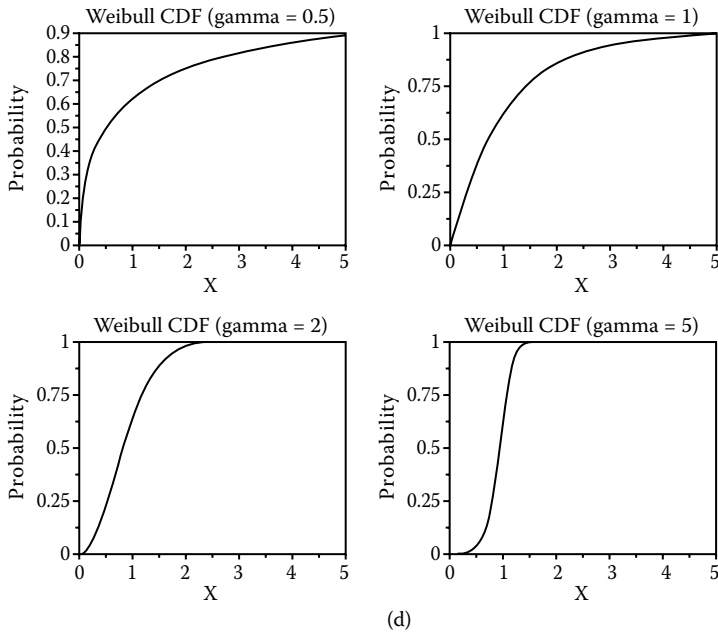 Weibull CDF (gamma = 0.5)
0.9
0.8
0.7
0.6
0.5
0.4
0.3
0.2
0.1
0
Probability
0 1 2 3 4 5
X
Weibull CDF (gamma = 1)
1
0.75
0.5
0.25
0
Probability
0 1 2 3 4 5
X
Weibull CDF (gamma = 2)
1
0.75
0.5
0.25
0
Probability
0 1 2 3 4 5
X
Weibull CDF (gamma = 5)
1
0.75
0.5
0.25
0
Probability
0 1 2 3 4 5
X
(d)